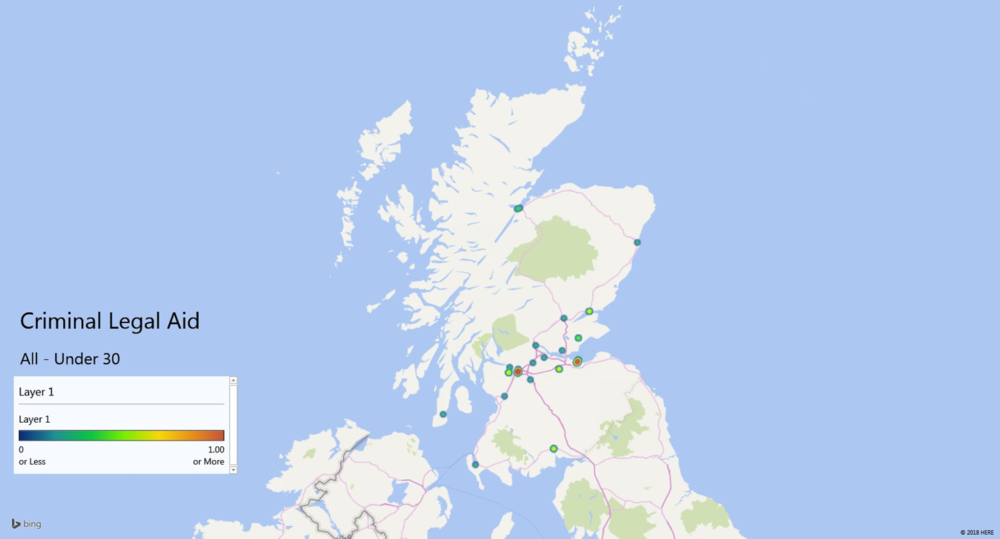 Criminal Legal Aid
All - Under 30
Layer 1
Layer 1
0 1.00
or Less or More
bing
© 2018 HERE